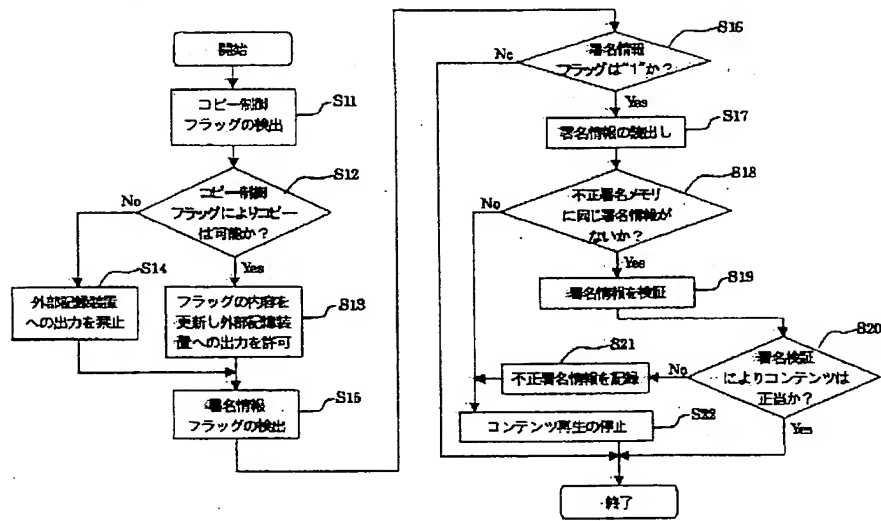 開始
コピー制御
フラッグの検出
S11
コピー制御
フラッグによりコピー
は可能か？
S12
No
Yes
S14
外部記録装置
への出力を禁止
フラッグの内容を
更新し外部記憶装
置への出力を許可
S13
署名情報
フラッグの検出
S15
署名情報
フラッグは"1"か？
S16
No
Yes
署名情報の読出し
S17
不正署名メモリ
に同じ署名情報が
ないか？
S18
No
Yes
署名情報を検証
S19
署名検証
によりコンテンツは
正当か？
S20
No
Yes
S21
不正署名情報を記録
コンテンツ再生の停止
S22
終了